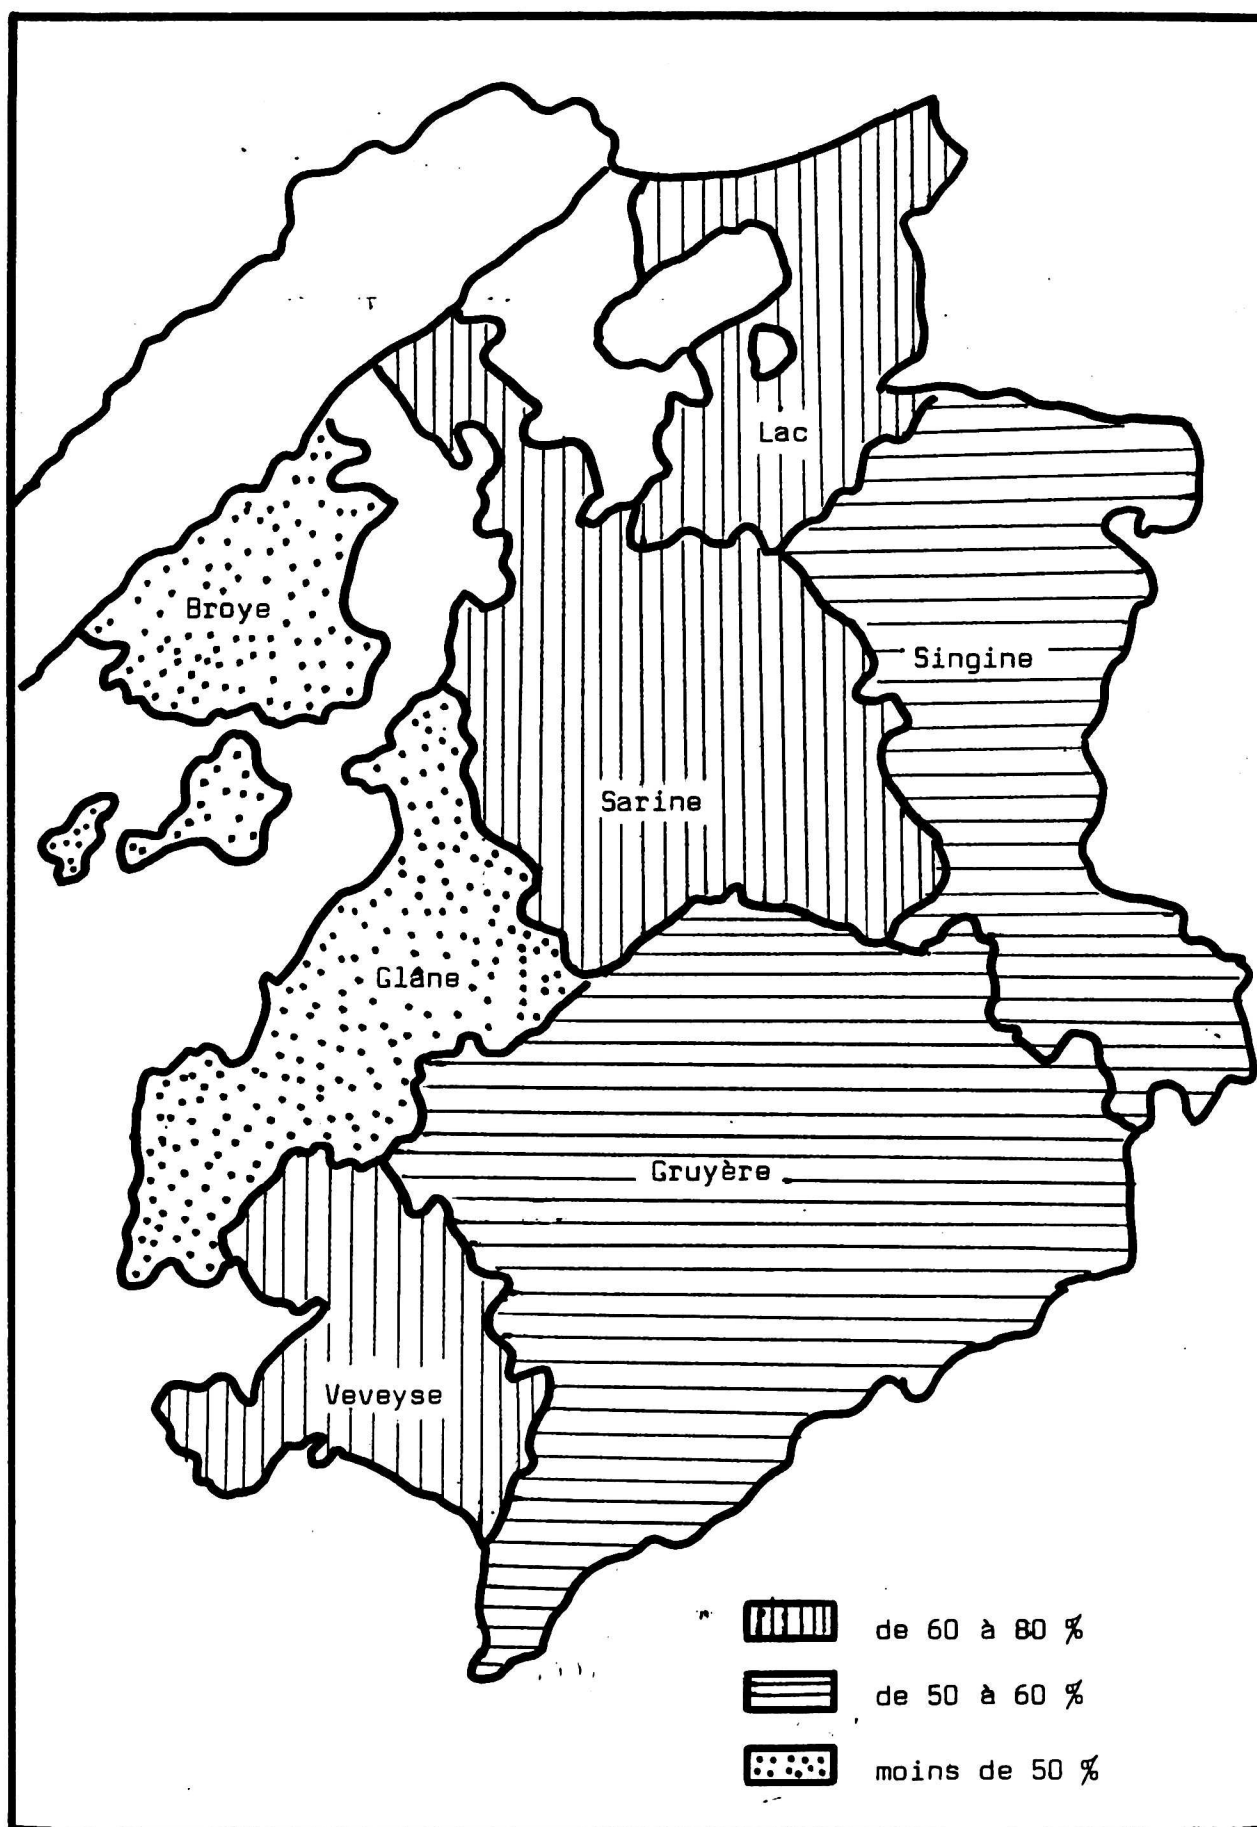 Lac
Broye
Singine
Sarine
Glâne
Gruyère
Veveyse
de 60 à 80 %
de 50 à 60 %
moins de 50 %